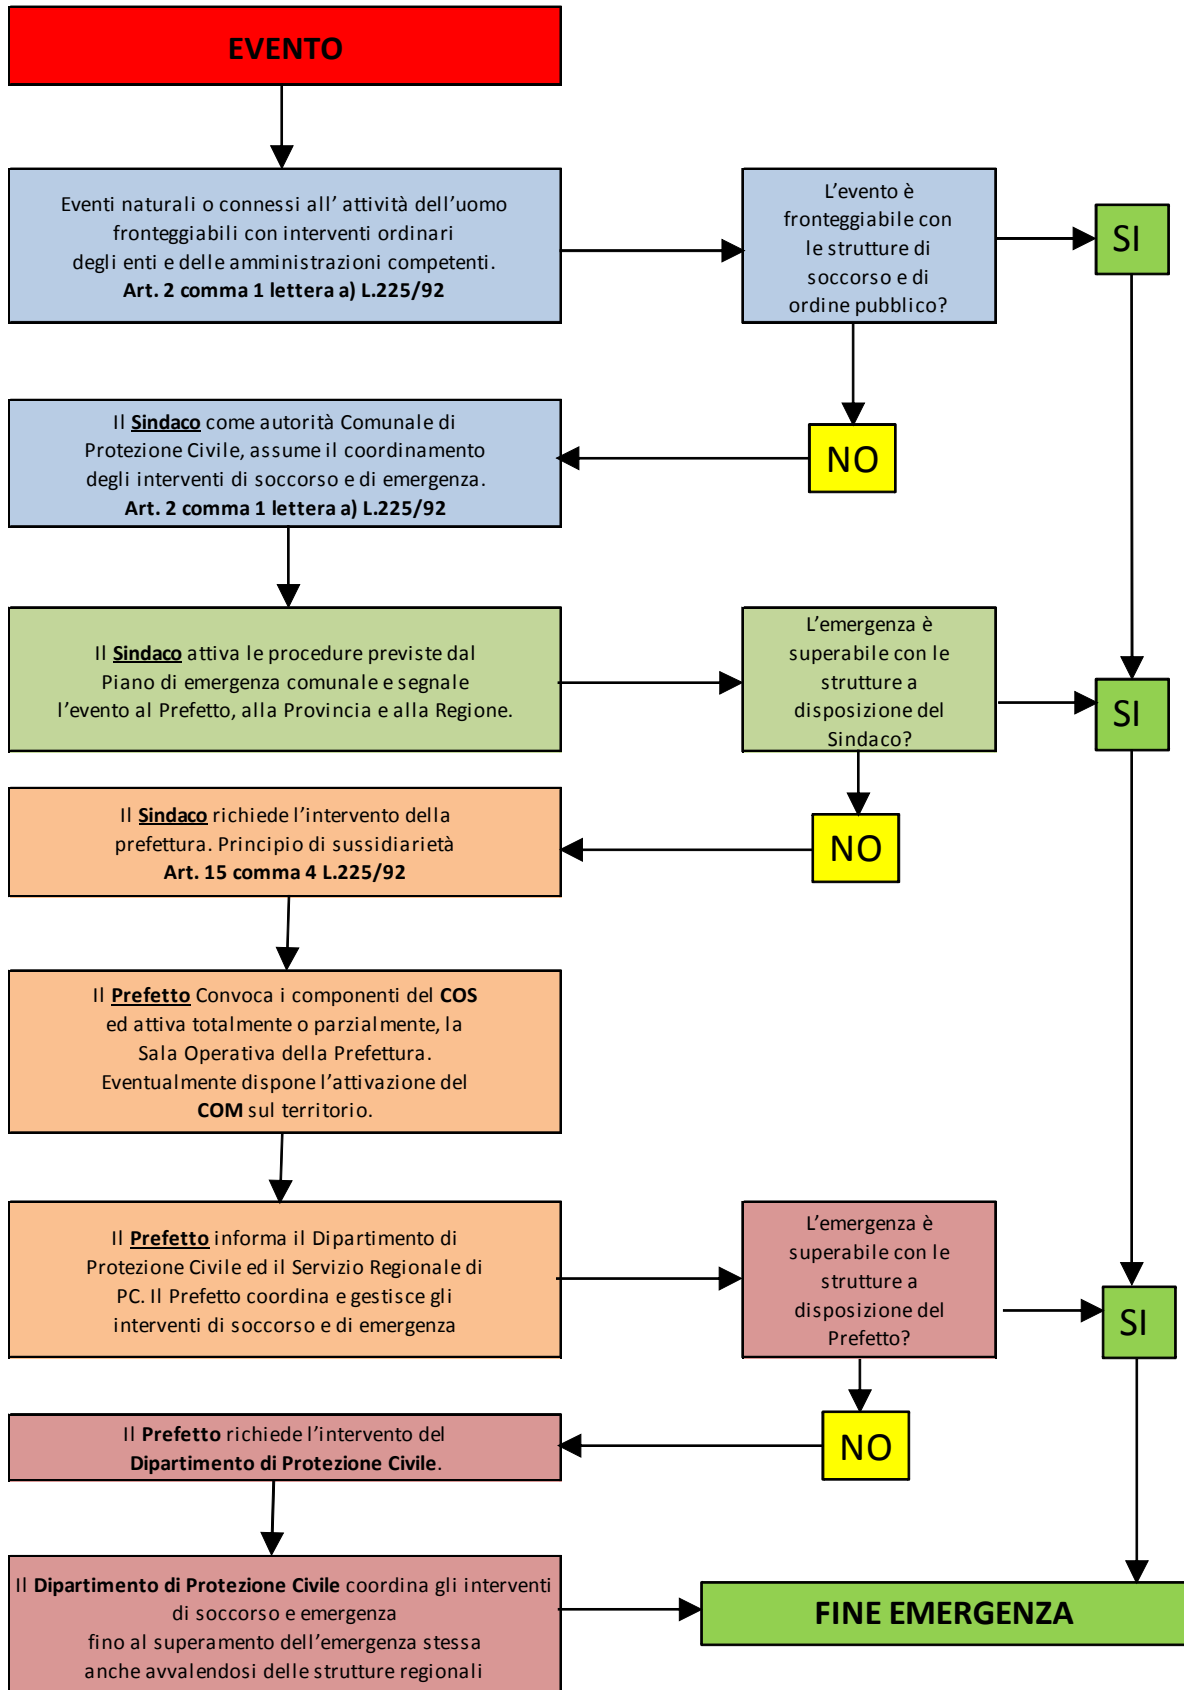 EVENTO
Eventi naturali o connessi all' attività dell'uomo
fronteggiabili con interventi ordinari
degli enti e delle amministrazioni competenti.
Art. 2 comma 1 lettera a) L.225/92
L'evento è
fronteggiabile con
le strutture di
soccorso e di
ordine pubblico?
SI
NO
Il Sindaco come autorità Comunale di
Protezione Civile, assume il coordinamento
degli interventi di soccorso e di emergenza.
Art. 2 comma 1 lettera a) L.225/92
Il Sindaco attiva le procedure previste dal
Piano di emergenza comunale e segnale
l'evento al Prefetto, alla Provincia e alla Regione.
L'emergenza è
superabile con le
strutture a
disposizione del
Sindaco?
SI
NO
Il Sindaco richiede l'intervento della
prefettura. Principio di sussidiarietà
Art. 15 comma 4 L.225/92
Il Prefetto Convoca i componenti del COS
ed attiva totalmente o parzialmente, la
Sala Operativa della Prefettura.
Eventualmente dispone l'attivazione del
COM sul territorio.
Il Prefetto informa il Dipartimento di
Protezione Civile ed il Servizio Regionale di
PC. Il Prefetto coordina e gestisce gli
interventi di soccorso e di emergenza
L'emergenza è
superabile con le
strutture a
disposizione del
Prefetto?
SI
NO
Il Prefetto richiede l'intervento del
Dipartimento di Protezione Civile.
Il Dipartimento di Protezione Civile coordina gli interventi
di soccorso e emergenza
fino al superamento dell'emergenza stessa
anche avvalendosi delle strutture regionali
FINE EMERGENZA